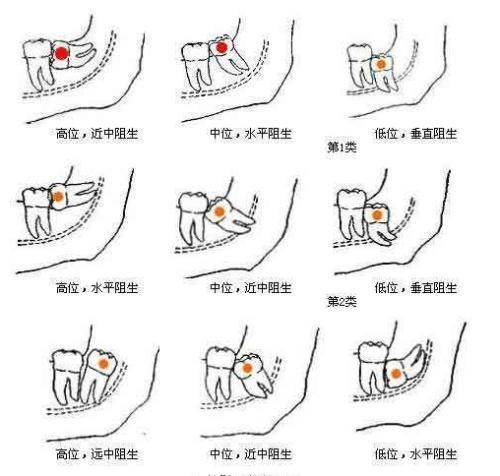 高位，近中阻生
中位，水平阻生
低位，垂直阻生
第1类
高位，水平阻生
中位，近中阻生
低位，垂直阻生
第2类
高位，远中阻生
中位，近中阻生
低位，水平阻生